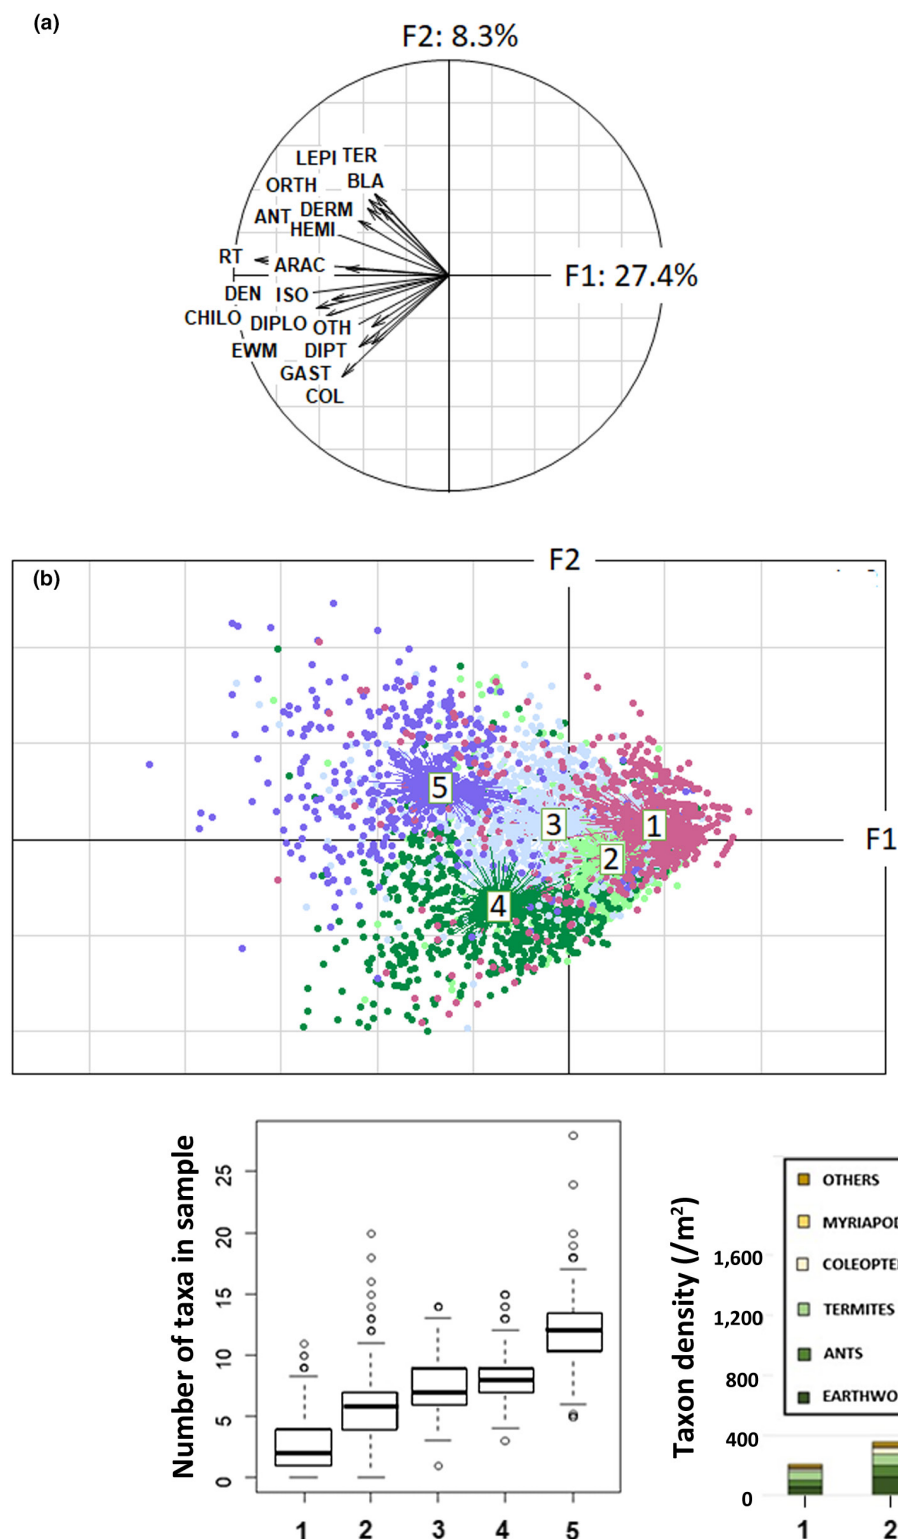 (a)
F2: 8.3%
LEPI TER
ORTH BLA
ANT DERM
HEMI
RT ARAC
F1: 27.4%
DEN ISO
CHILO DIPLO OTH
EWM DIPT
GAST
COL
(b)
F2
5
3
1
2
4
F1
Number of taxa in sample
25
20
15
10
5
0
1 2 3 4 5
Taxon density (/m²)
1,600
1,200
800
400
0
OTHERS
MYRIAPOD
COLEOPTE
TERMITES
ANTS
EARTHWO
1 2